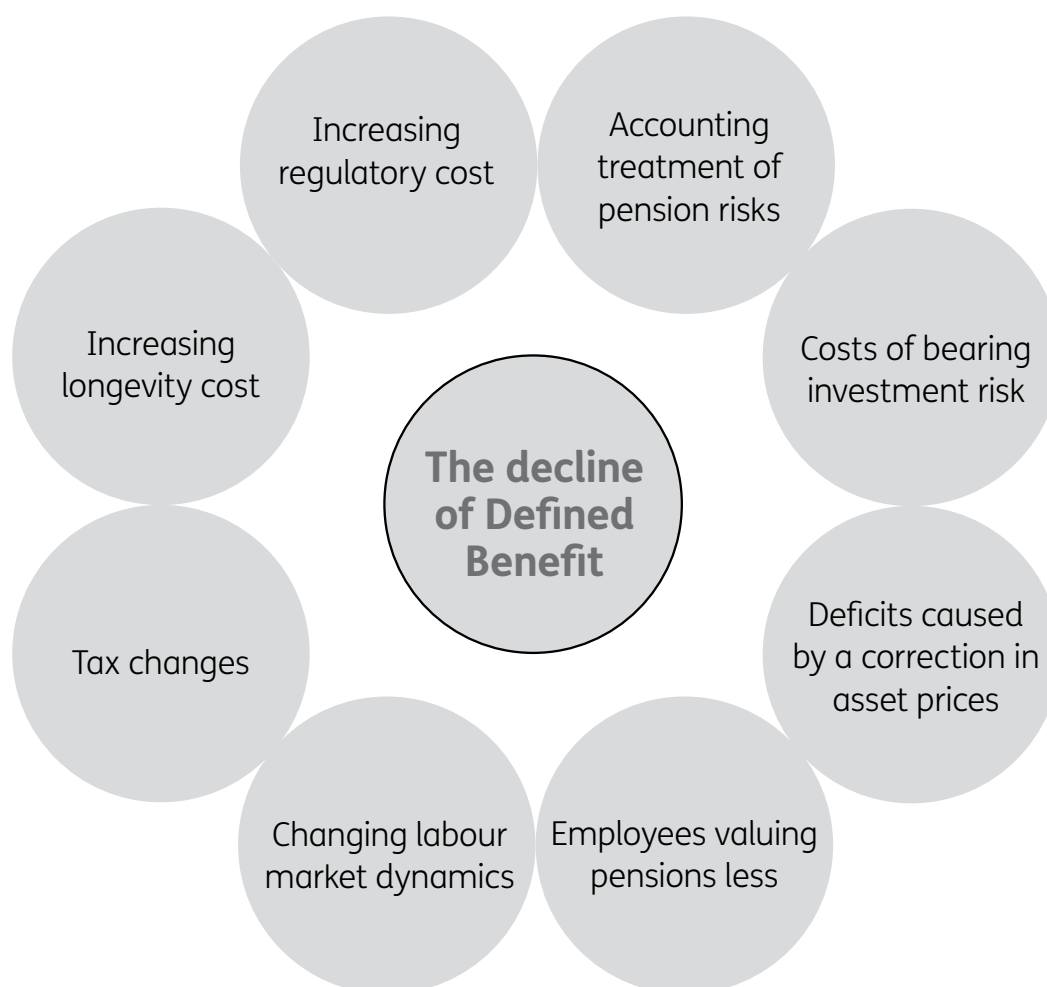 Increasing
regulatory cost
Accounting
treatment of
pension risks
Costs of bearing
investment risk
Deficits caused
by a correction in
asset prices
Employees valuing
pensions less
Changing labour
market dynamics
Tax changes
Increasing
longevity cost
The decline
of Defined
Benefit